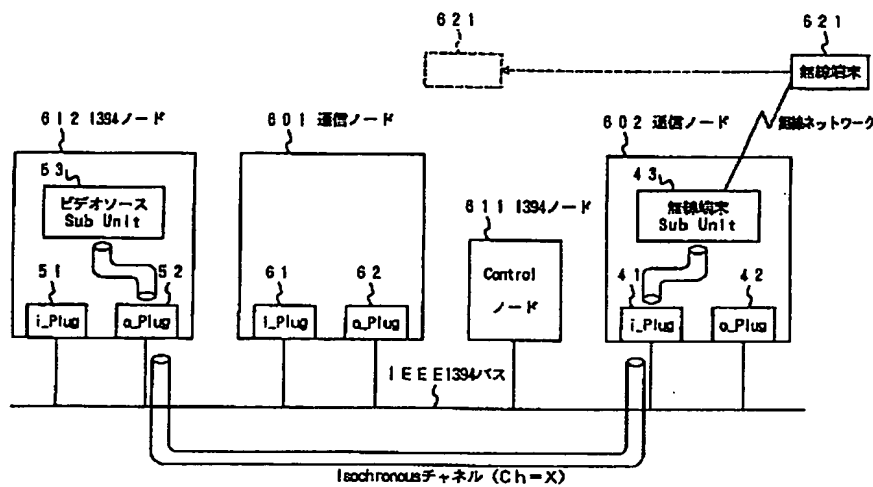 621
621
無線端末
無線ネットワーク
612 1394ノード
53
ビデオソース
Sub Unit
51
52
i_Plug
o_Plug
601 通信ノード
61
62
i_Plug
o_Plug
611 1394ノード
Control
ノード
602 通信ノード
43
無線端末
Sub Unit
41
42
i_Plug
o_Plug
IEEE1394バス
Isochronousチャネル (Ch=X)